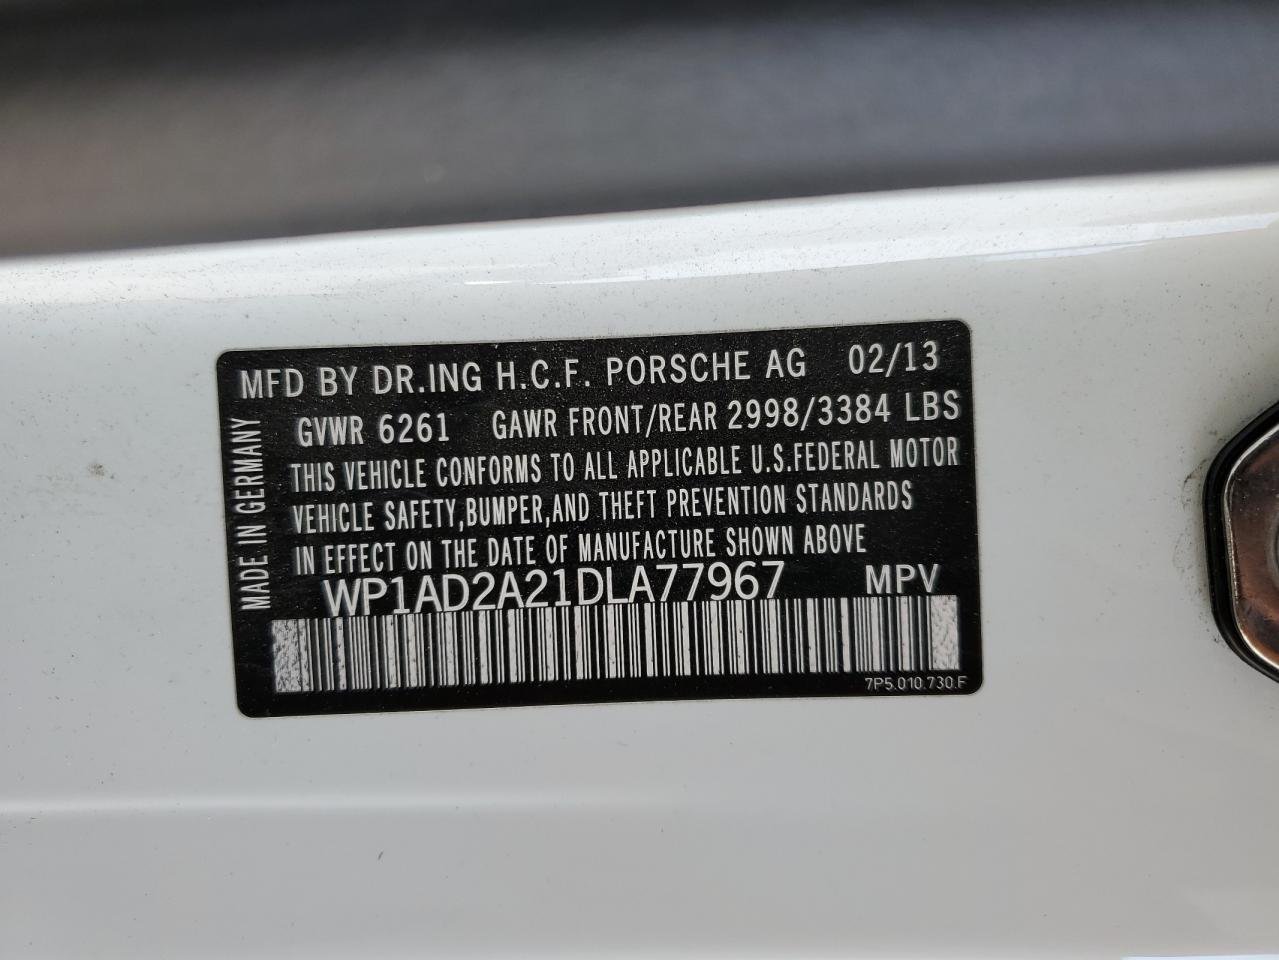 MFD BY DR.ING H.C.F. PORSCHE AG 02/13
GVWR 6261 GAWR FRONT/REAR 2998/3384 LBS
THIS VEHICLE CONFORMS TO ALL APPLICABLE U.S.FEDERAL MOTOR
VEHICLE SAFETY,BUMPER,AND THEFT PREVENTION STANDARDS
IN EFFECT ON THE DATE OF MANUFACTURE SHOWN ABOVE
WP1AD2A21DLA77967 MPV
7P5.010.730.F
MADE IN GERMANY